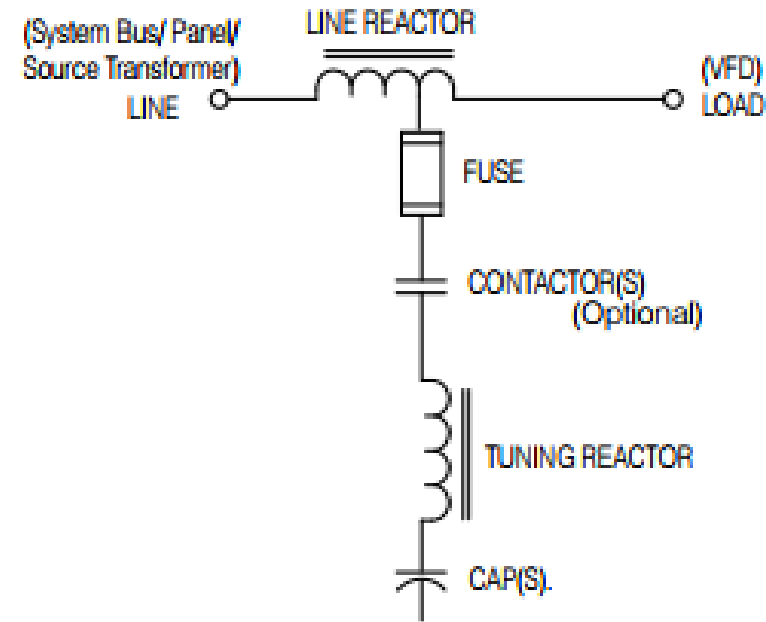 (System Bus/ Panel/
Source Transformer)
LINE
LINE REACTOR
(VFD)
LOAD
FUSE
CONTACTOR(S)
(Optional)
TUNING REACTOR
CAP(S).